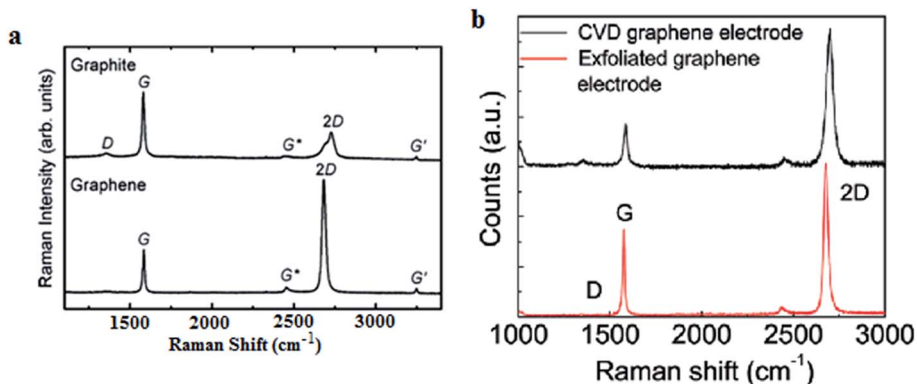 a
Graphite
G
D
G*
2D
G'
Graphene
2D
G
G*
G'
1500 2000 2500 3000
Raman Shift (cm⁻¹)
Raman Intensity (arb. units)
b
CVD graphene electrode
Exfoliated graphene
electrode
G
2D
D
1000 1500 2000 2500 3000
Raman shift (cm⁻¹)
Counts (a.u.)